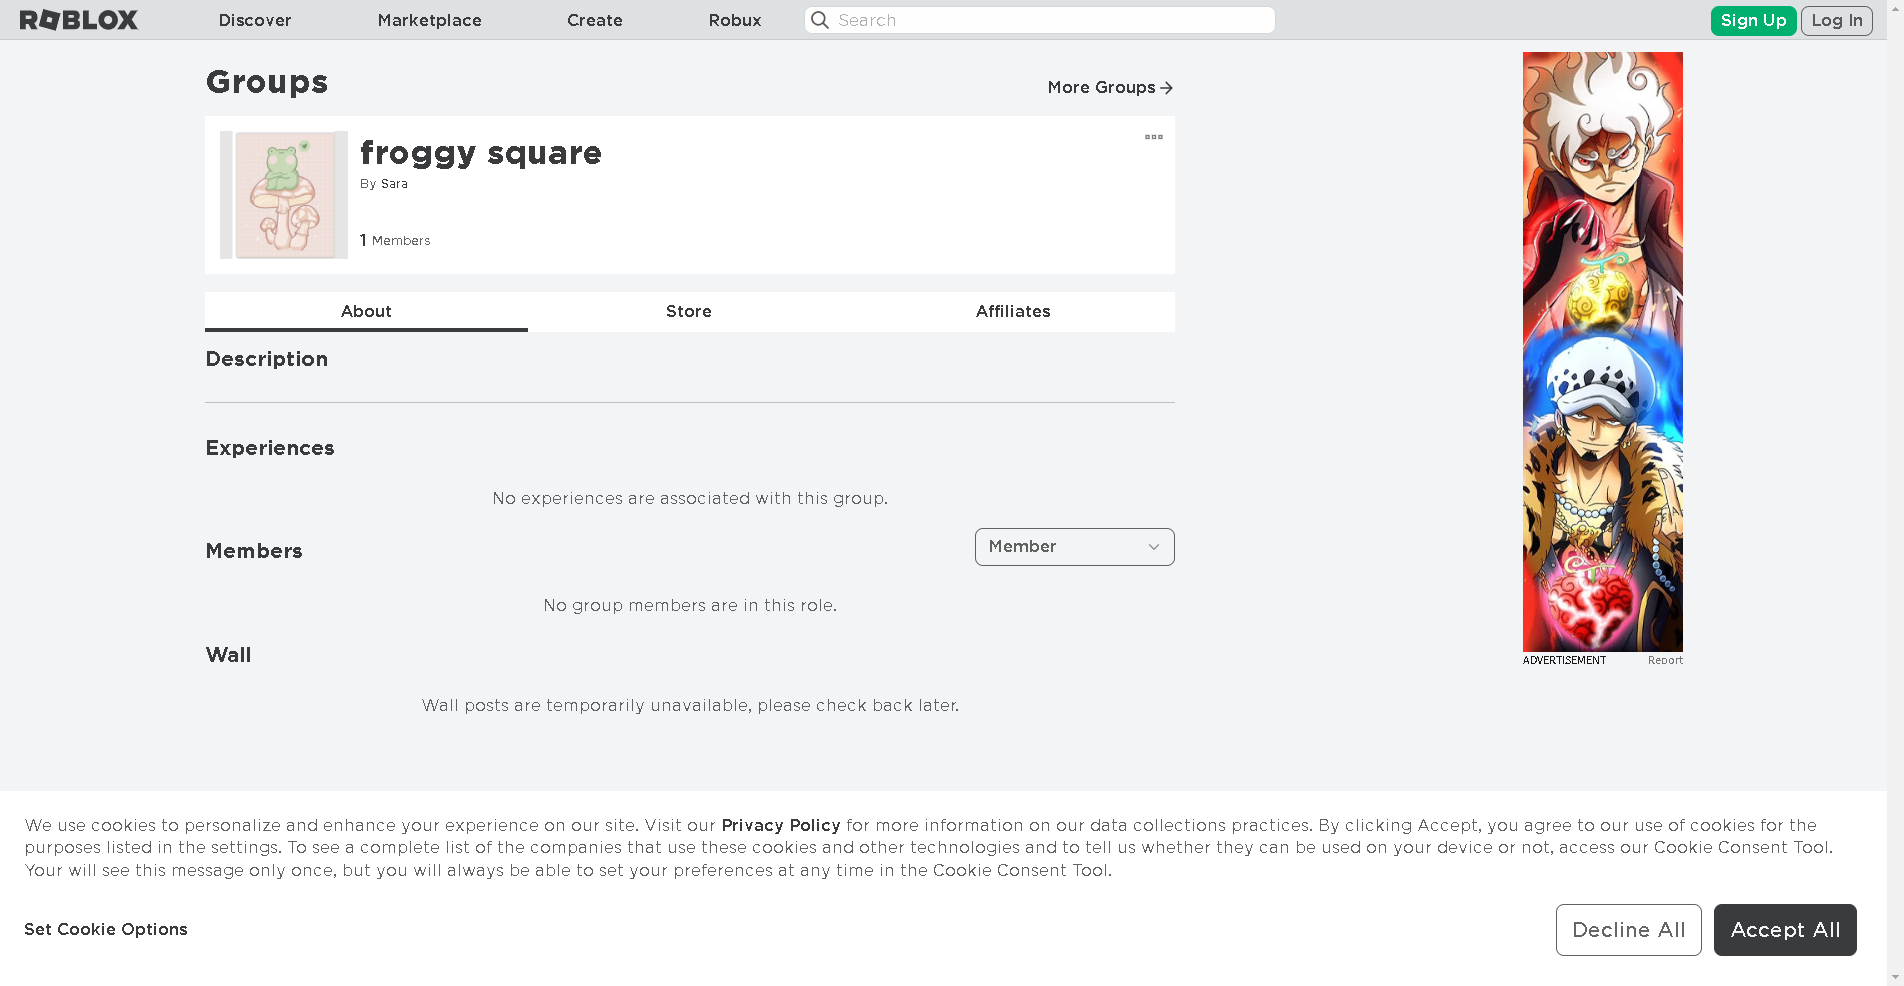 ROBLOX
Discover
Marketplace
Create
Robux
Search
Sign Up
Log In
Groups
More Groups
froggy square
By Sara
1 Members
About
Store
Affiliates
Description
Experiences
No experiences are associated with this group.
Members
Member
No group members are in this role.
Wall
Wall posts are temporarily unavailable, please check back later.
ADVERTISEMENT
Report
We use cookies to personalize and enhance your experience on our site. Visit our Privacy Policy for more information on our data collections practices. By clicking Accept, you agree to our use of cookies for the
purposes listed in the settings. To see a complete list of the companies that use these cookies and other technologies and to tell us whether they can be used on your device or not, access our Cookie Consent Tool.
Your will see this message only once, but you will always be able to set your preferences at any time in the Cookie Consent Tool.
Set Cookie Options
Decline All
Accept All